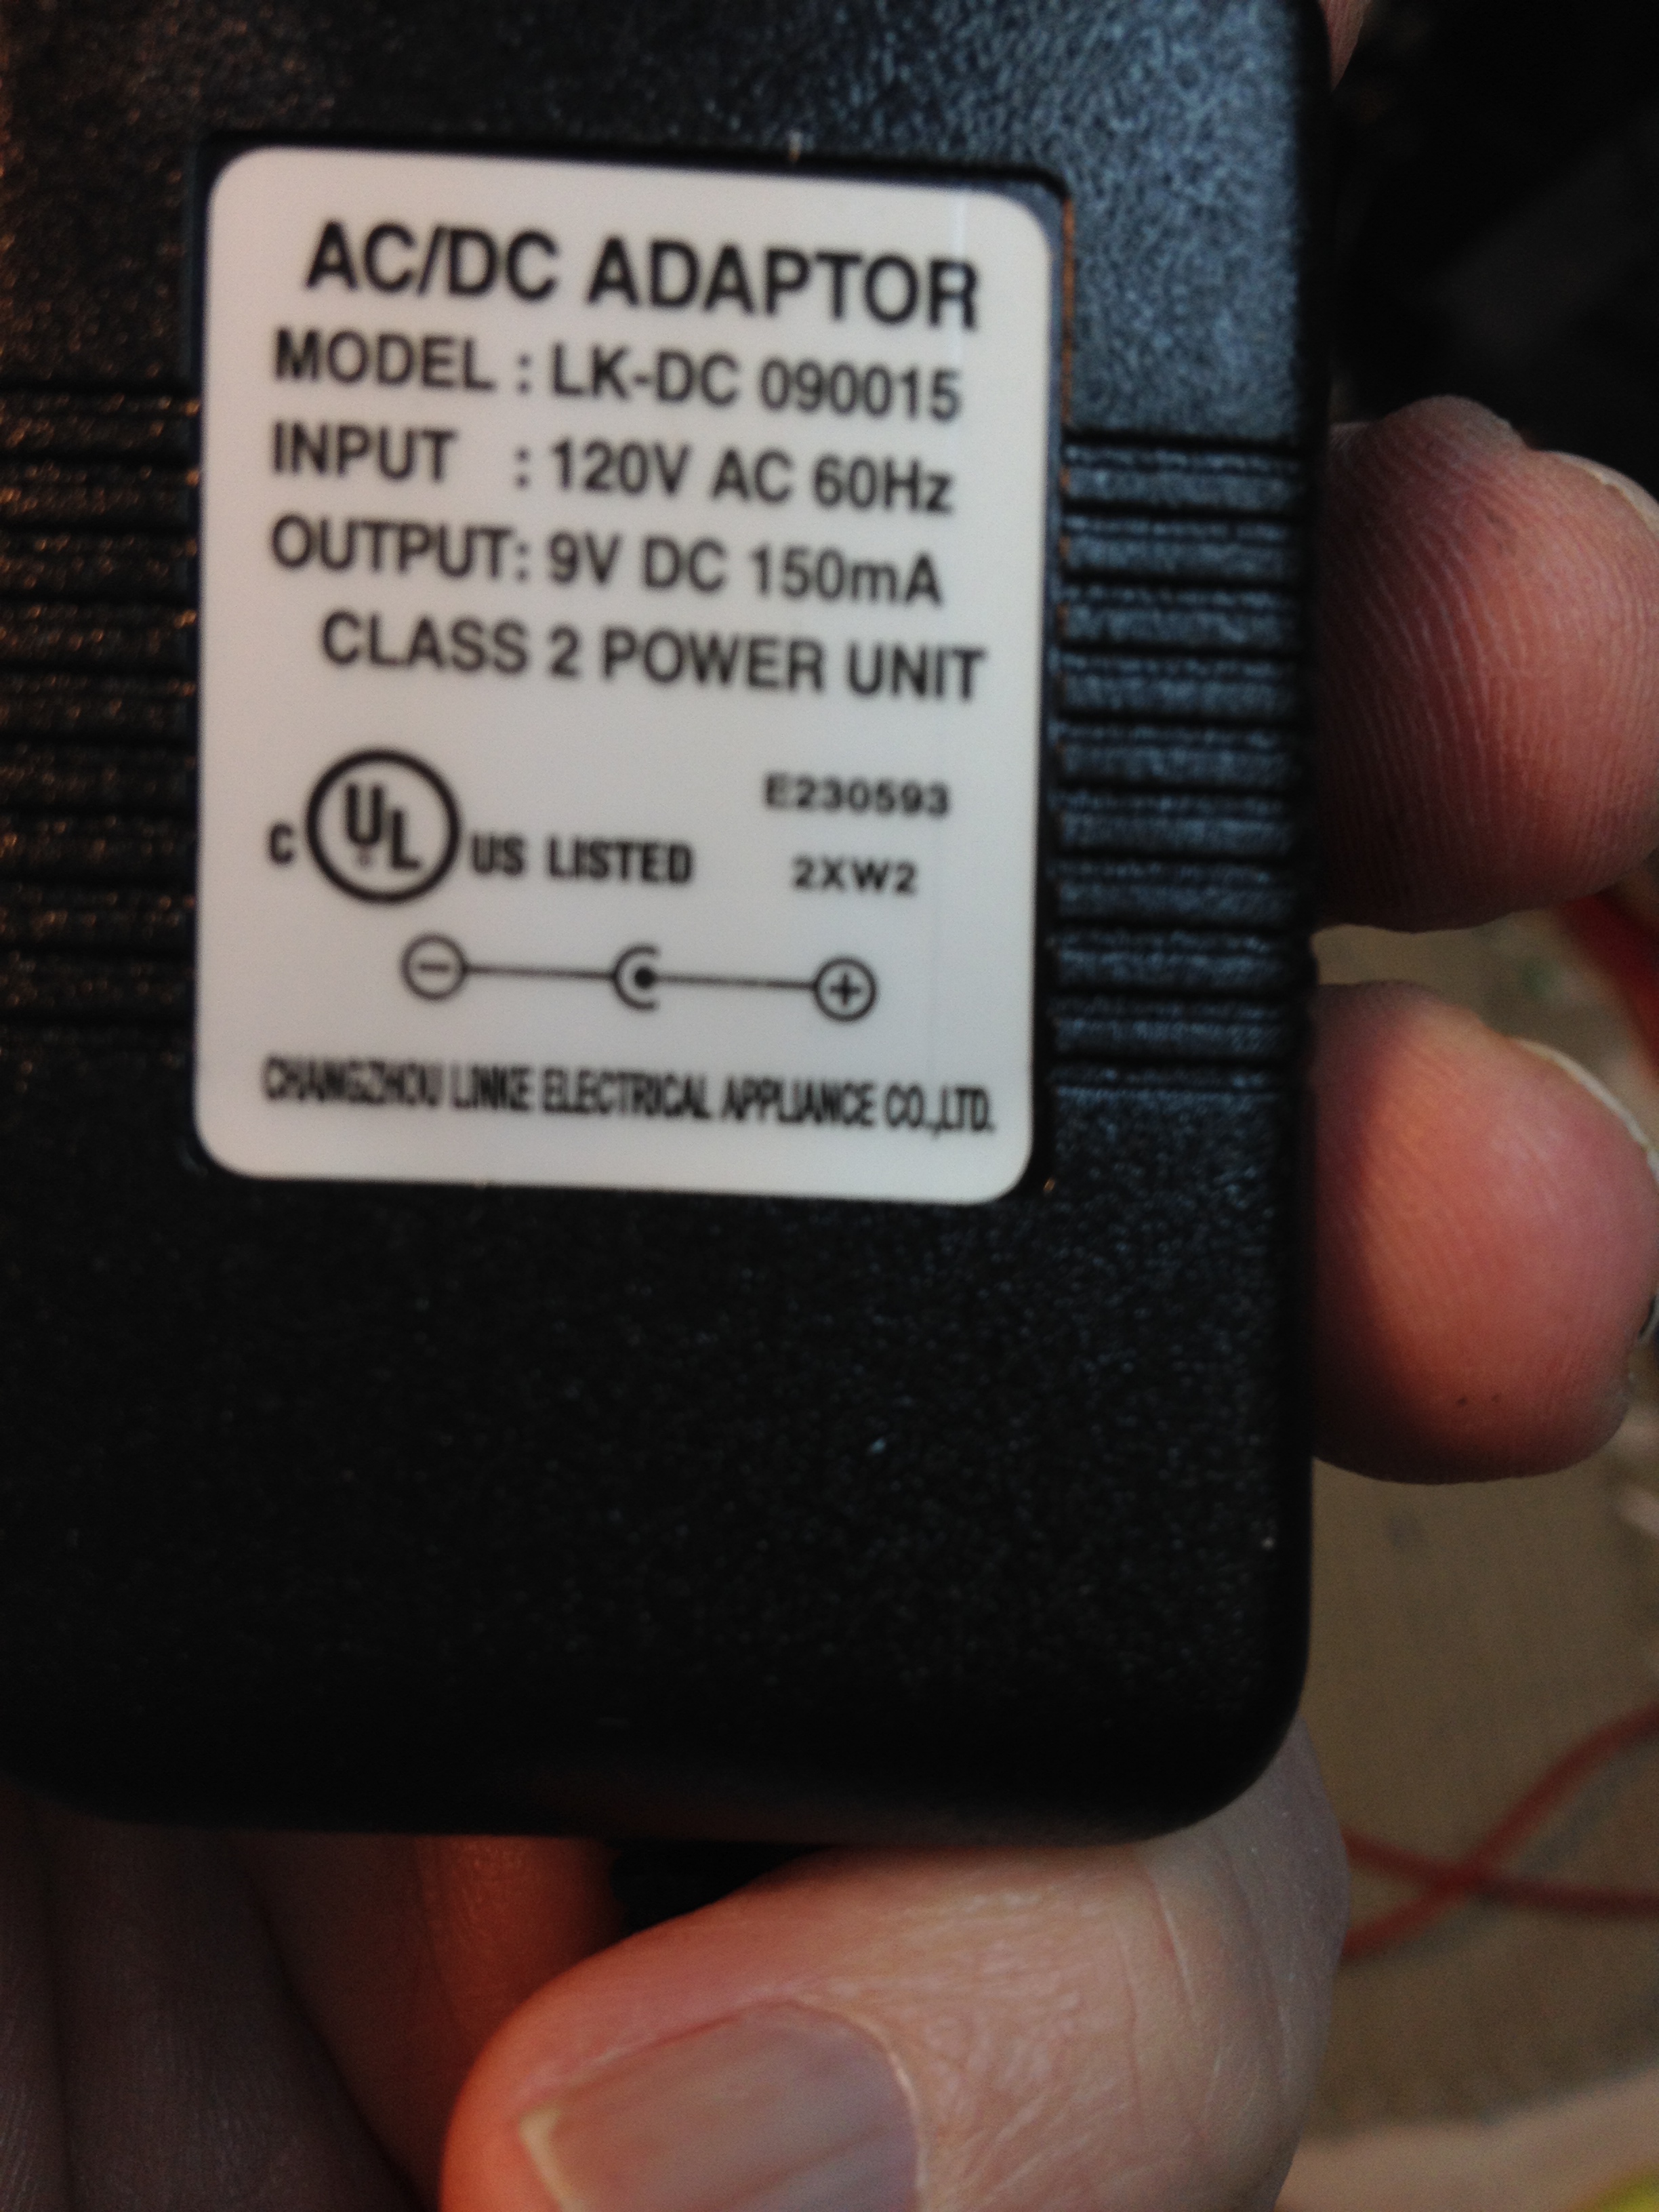 AC/DC ADAPTOR
MODEL : LK-DC 090015
INPUT : 120V AC 60Hz
OUTPUT: 9V DC 150mA
CLASS 2 POWER UNIT
C UL US LISTED
E230593
2XW2
CHANGZHOU LINKE ELECTRICAL APPLIANCE CO.,LTD.